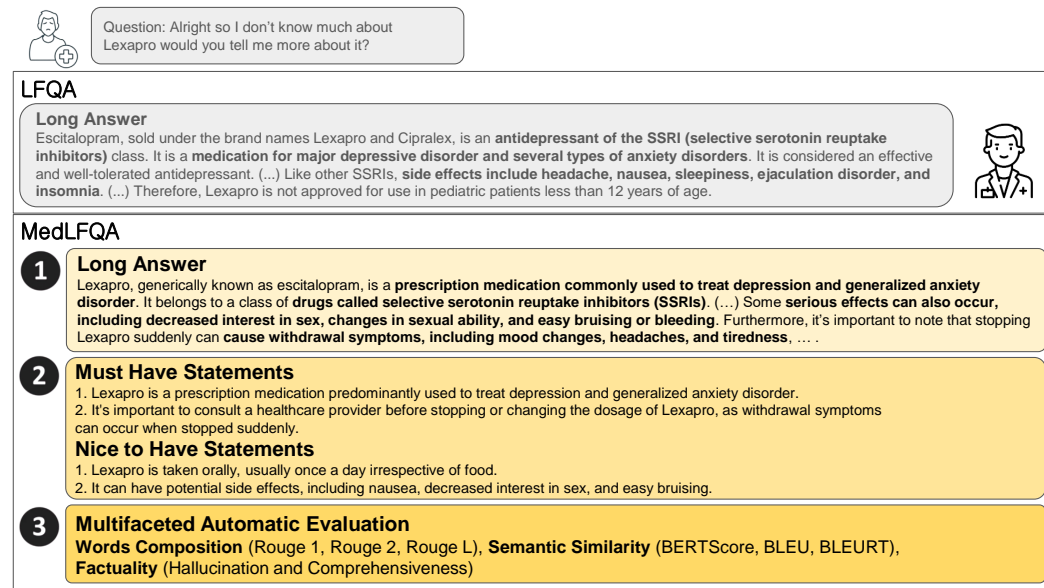 Question: Alright so I don't know much about
Lexapro would you tell me more about it?
LFQA
Long Answer
Escitalopram, sold under the brand names Lexapro and Cipralex, is an antidepressant of the SSRI (selective serotonin reuptake
inhibitors) class. It is a medication for major depressive disorder and several types of anxiety disorders. It is considered an effective
and well-tolerated antidepressant. (...) Like other SSRIs, side effects include headache, nausea, sleepiness, ejaculation disorder, and
insomnia. (...) Therefore, Lexapro is not approved for use in pediatric patients less than 12 years of age.
MedLFQA
1
Long Answer
Lexapro, generically known as escitalopram, is a prescription medication commonly used to treat depression and generalized anxiety
disorder. It belongs to a class of drugs called selective serotonin reuptake inhibitors (SSRIs). (…) Some serious effects can also occur,
including decreased interest in sex, changes in sexual ability, and easy bruising or bleeding. Furthermore, it's important to note that stopping
Lexapro suddenly can cause withdrawal symptoms, including mood changes, headaches, and tiredness, … .
2
Must Have Statements
1. Lexapro is a prescription medication predominantly used to treat depression and generalized anxiety disorder.
2. It's important to consult a healthcare provider before stopping or changing the dosage of Lexapro, as withdrawal symptoms
can occur when stopped suddenly.
Nice to Have Statements
1. Lexapro is taken orally, usually once a day irrespective of food.
2. It can have potential side effects, including nausea, decreased interest in sex, and easy bruising.
3
Multifaceted Automatic Evaluation
Words Composition (Rouge 1, Rouge 2, Rouge L), Semantic Similarity (BERTScore, BLEU, BLEURT),
Factuality (Hallucination and Comprehensiveness)